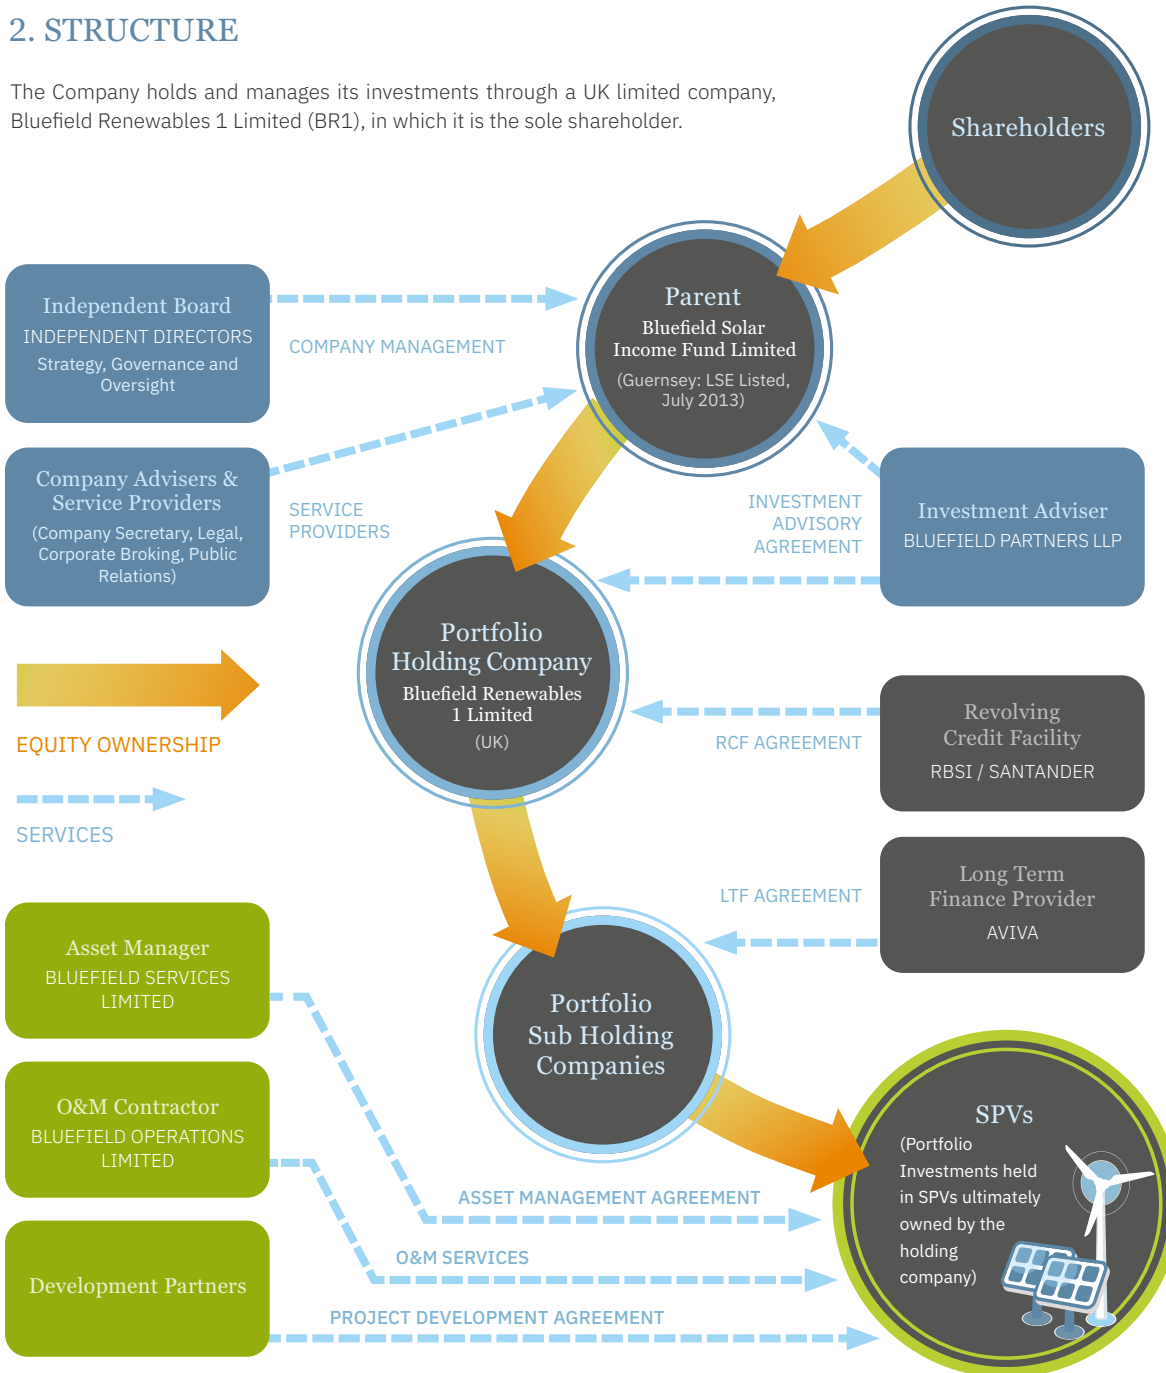 2. STRUCTURE
The Company holds and manages its investments through a UK limited company,
Bluefield Renewables 1 Limited (BR1), in which it is the sole shareholder.
Shareholders
Parent
Bluefield Solar
Income Fund Limited
(Guernsey: LSE Listed,
July 2013)
Independent Board
INDEPENDENT DIRECTORS
Strategy, Governance and
Oversight
COMPANY MANAGEMENT
Company Advisers &
Service Providers
(Company Secretary, Legal,
Corporate Broking, Public
Relations)
SERVICE
PROVIDERS
INVESTMENT
ADVISORY
AGREEMENT
Investment Adviser
BLUEFIELD PARTNERS LLP
Portfolio
Holding Company
Bluefield Renewables
1 Limited
(UK)
EQUITY OWNERSHIP
SERVICES
RCF AGREEMENT
Revolving
Credit Facility
RBSI / SANTANDER
LTF AGREEMENT
Long Term
Finance Provider
AVIVA
Asset Manager
BLUEFIELD SERVICES
LIMITED
Portfolio
Sub Holding
Companies
O&M Contractor
BLUEFIELD OPERATIONS
LIMITED
SPVs
(Portfolio
Investments held
in SPVs ultimately
owned by the
holding
company)
ASSET MANAGEMENT AGREEMENT
O&M SERVICES
Development Partners
PROJECT DEVELOPMENT AGREEMENT